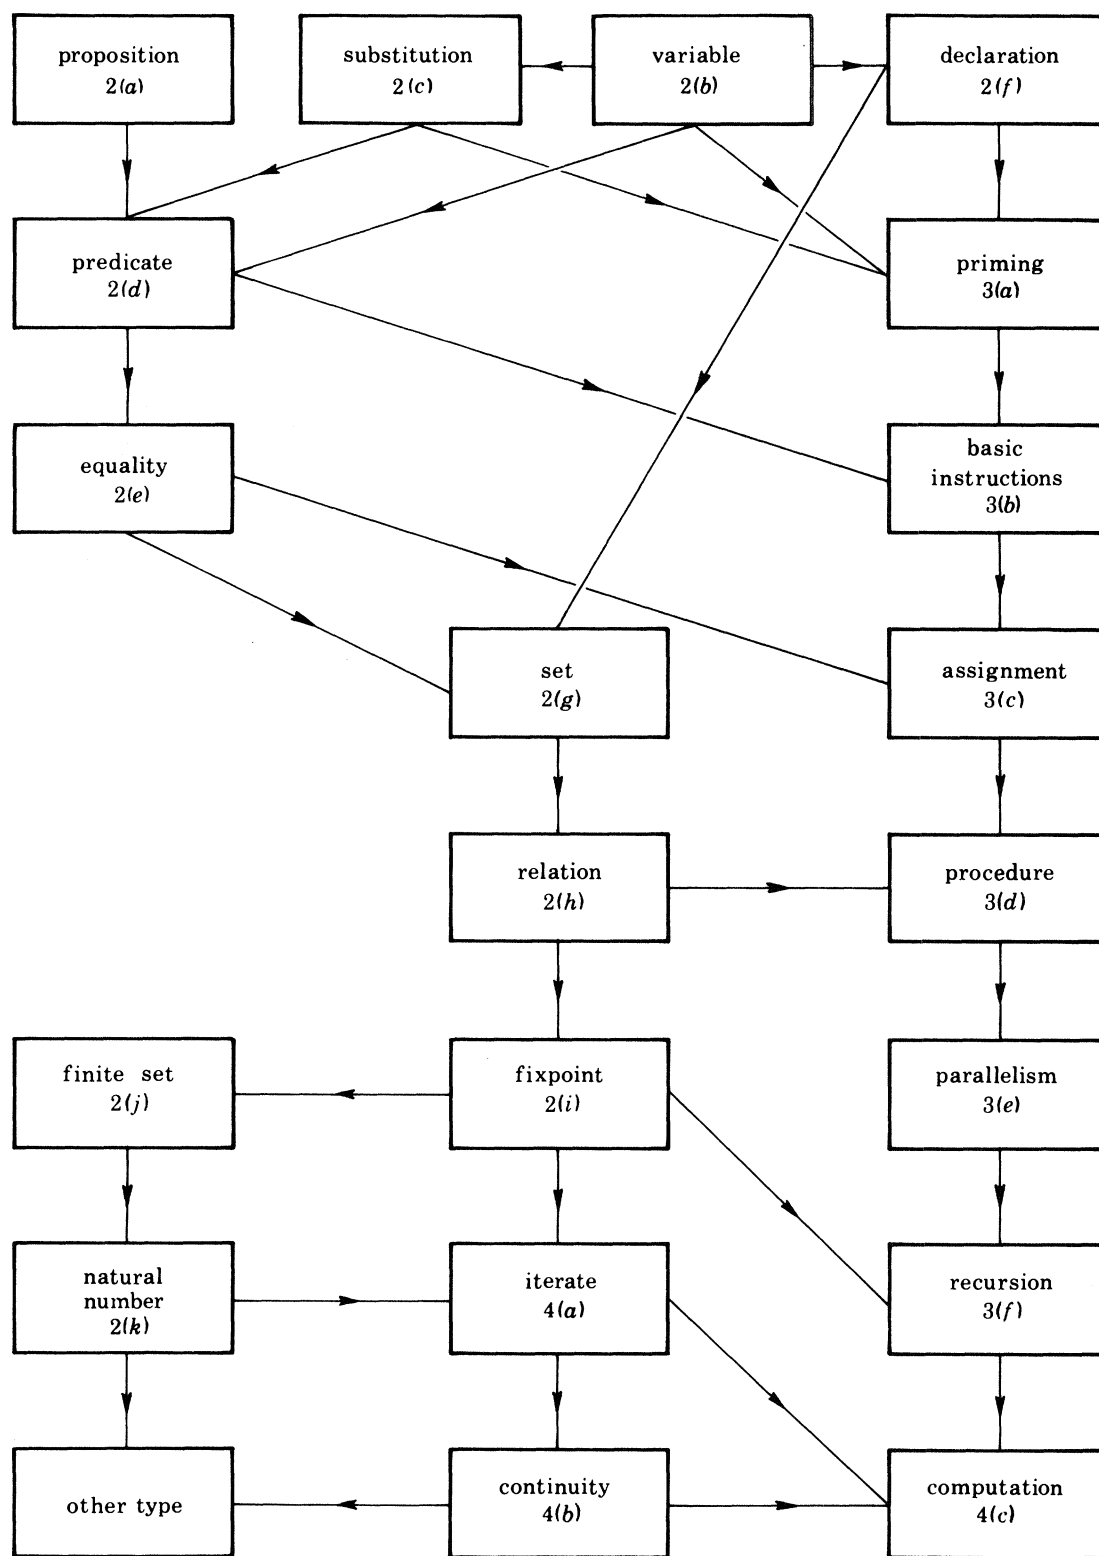 proposition
2(a)
substitution
2(c)
variable
2(b)
declaration
2(f)
predicate
2(d)
priming
3(a)
equality
2(e)
basic
instructions
3(b)
set
2(g)
assignment
3(c)
relation
2(h)
procedure
3(d)
finite set
2(j)
fixpoint
2(i)
parallelism
3(e)
natural
number
2(k)
iterate
4(a)
recursion
3(f)
other type
continuity
4(b)
computation
4(c)